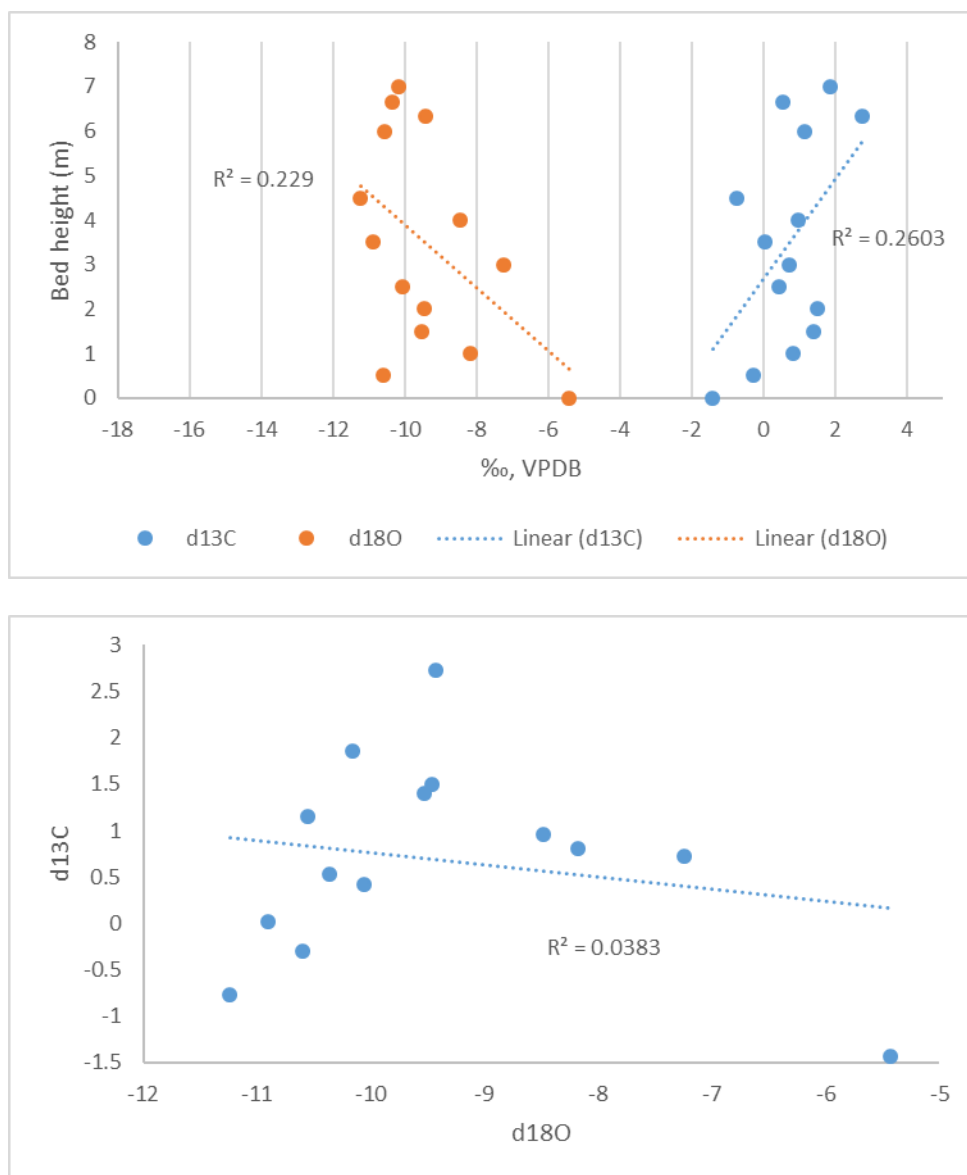 8
7
6
5
4
3
2
1
0
Bed height (m)
R² = 0.229
R² = 0.2603
-18 -16 -14 -12 -10 -8 -6 -4 -2 0 2 4
‰, VPDB
d13C d18O Linear (d13C) Linear (d18O)
3
2.5
2
1.5
1
0.5
0
-0.5
-1
-1.5
d13C
R² = 0.0383
-12 -11 -10 -9 -8 -7 -6 -5
d18O